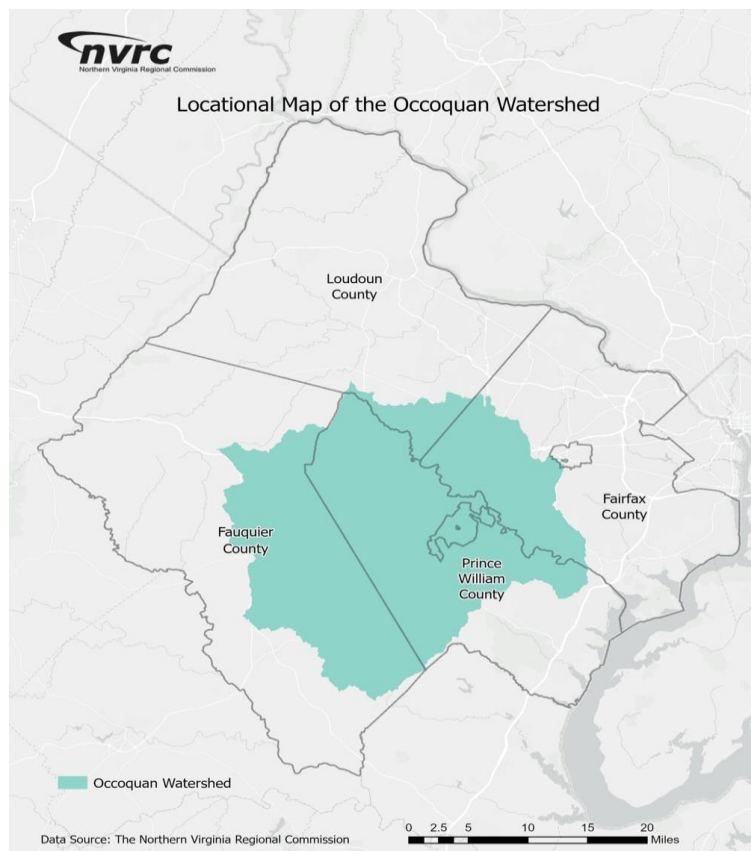 nvrc
Northern Virginia Regional Commission
Locational Map of the Occoquan Watershed
Loudoun
County
Fairfax
County
Fauquier
County
Prince
William
County
Occoquan Watershed
Data Source: The Northern Virginia Regional Commission
0 2.5 5 10 15 20
Miles